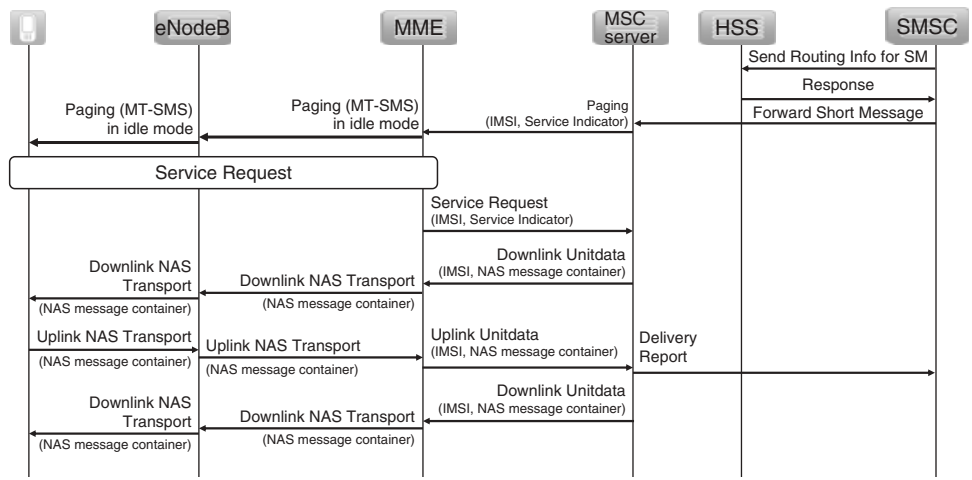 eNodeB
MME
MSC
server
HSS
SMSC
Send Routing Info for SM
Response
Forward Short Message
Paging
(IMSI, Service Indicator)
Paging (MT-SMS)
in idle mode
Paging (MT-SMS)
in idle mode
Service Request
Service Request
(IMSI, Service Indicator)
Downlink Unitdata
(IMSI, NAS message container)
Downlink NAS Transport
(NAS message container)
Downlink NAS
Transport
(NAS message container)
Uplink NAS Transport
(NAS message container)
Uplink NAS Transport
(NAS message container)
Uplink Unitdata
(IMSI, NAS message container)
Delivery
Report
Downlink Unitdata
(IMSI, NAS message container)
Downlink NAS Transport
(NAS message container)
Downlink NAS
Transport
(NAS message container)